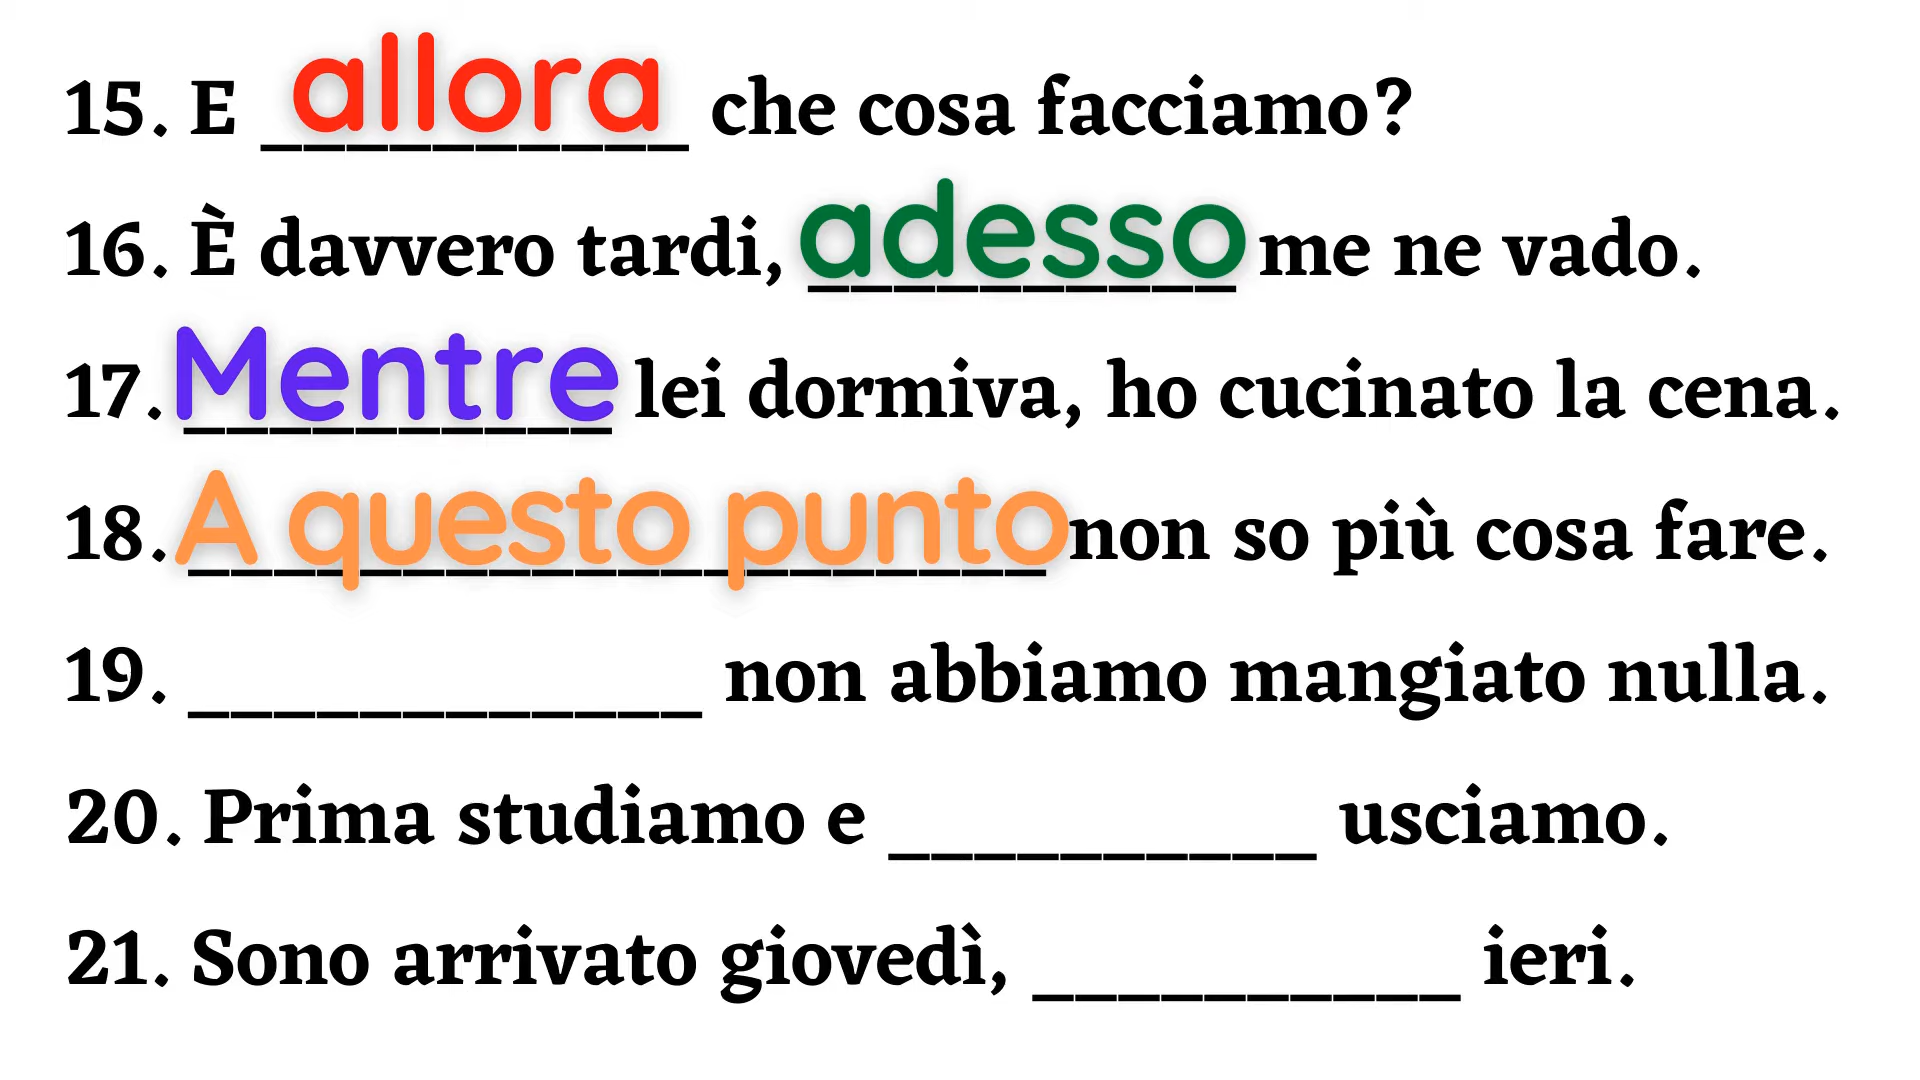 15. E allora che cosa facciamo?
16. È davvero tardi, adesso me ne vado.
17. Mentre lei dormiva, ho cucinato la cena.
18. A questo punto non so più cosa fare.
19. ____________ non abbiamo mangiato nulla.
20. Prima studiamo e __________ usciamo.
21. Sono arrivato giovedì, __________ ieri.